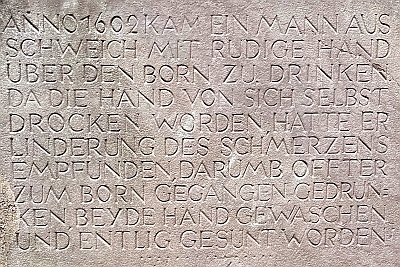 ANNO 1602 KAM EIN MANN AUS
SCHWEICH MIT RUDIGE HAND
ÜBER DEN BORN ZU DRINKEN
DA DIE HAND VON SICH SELBST
DROCKEN WORDEN, HATTE ER
LINDERUNG DES SCHMERZENS
EMPFUNDEN, DARUMB OFFTER
ZUM BORN GEGANGEN GEDRUN-
KEN BEYDE HAND GEWASCHEN
UND ENTLIG GESUNT WORDEN